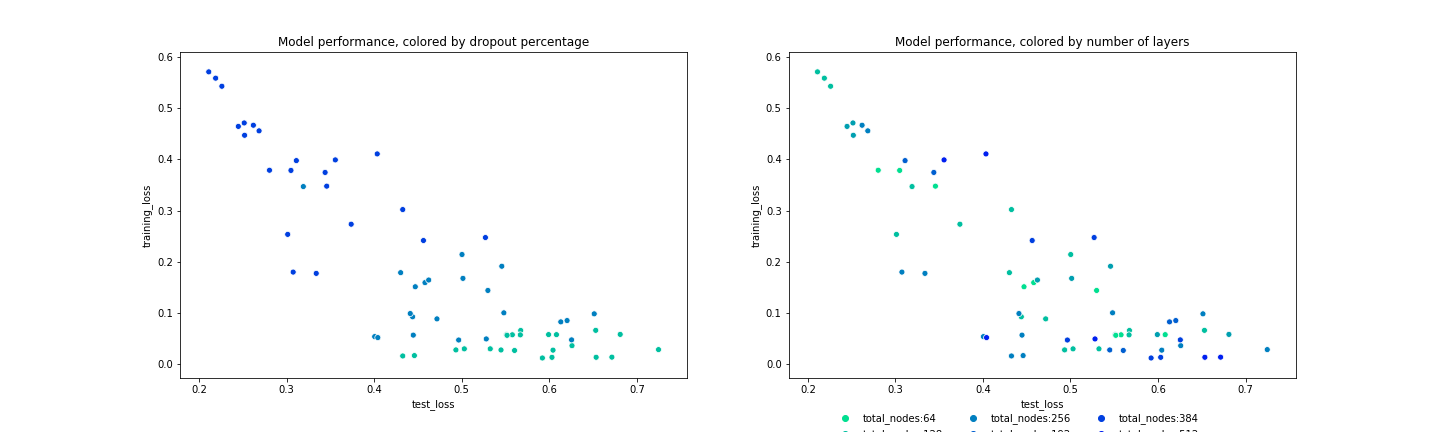 Model performance, colored by dropout percentage
0.6
0.5
0.4
0.3
0.2
0.1
0.0
training_loss
0.2 0.3 0.4 0.5 0.6 0.7
test_loss
Model performance, colored by number of layers
0.6
0.5
0.4
0.3
0.2
0.1
0.0
training_loss
0.2 0.3 0.4 0.5 0.6 0.7
test_loss
total_nodes:64 total_nodes:256 total_nodes:384